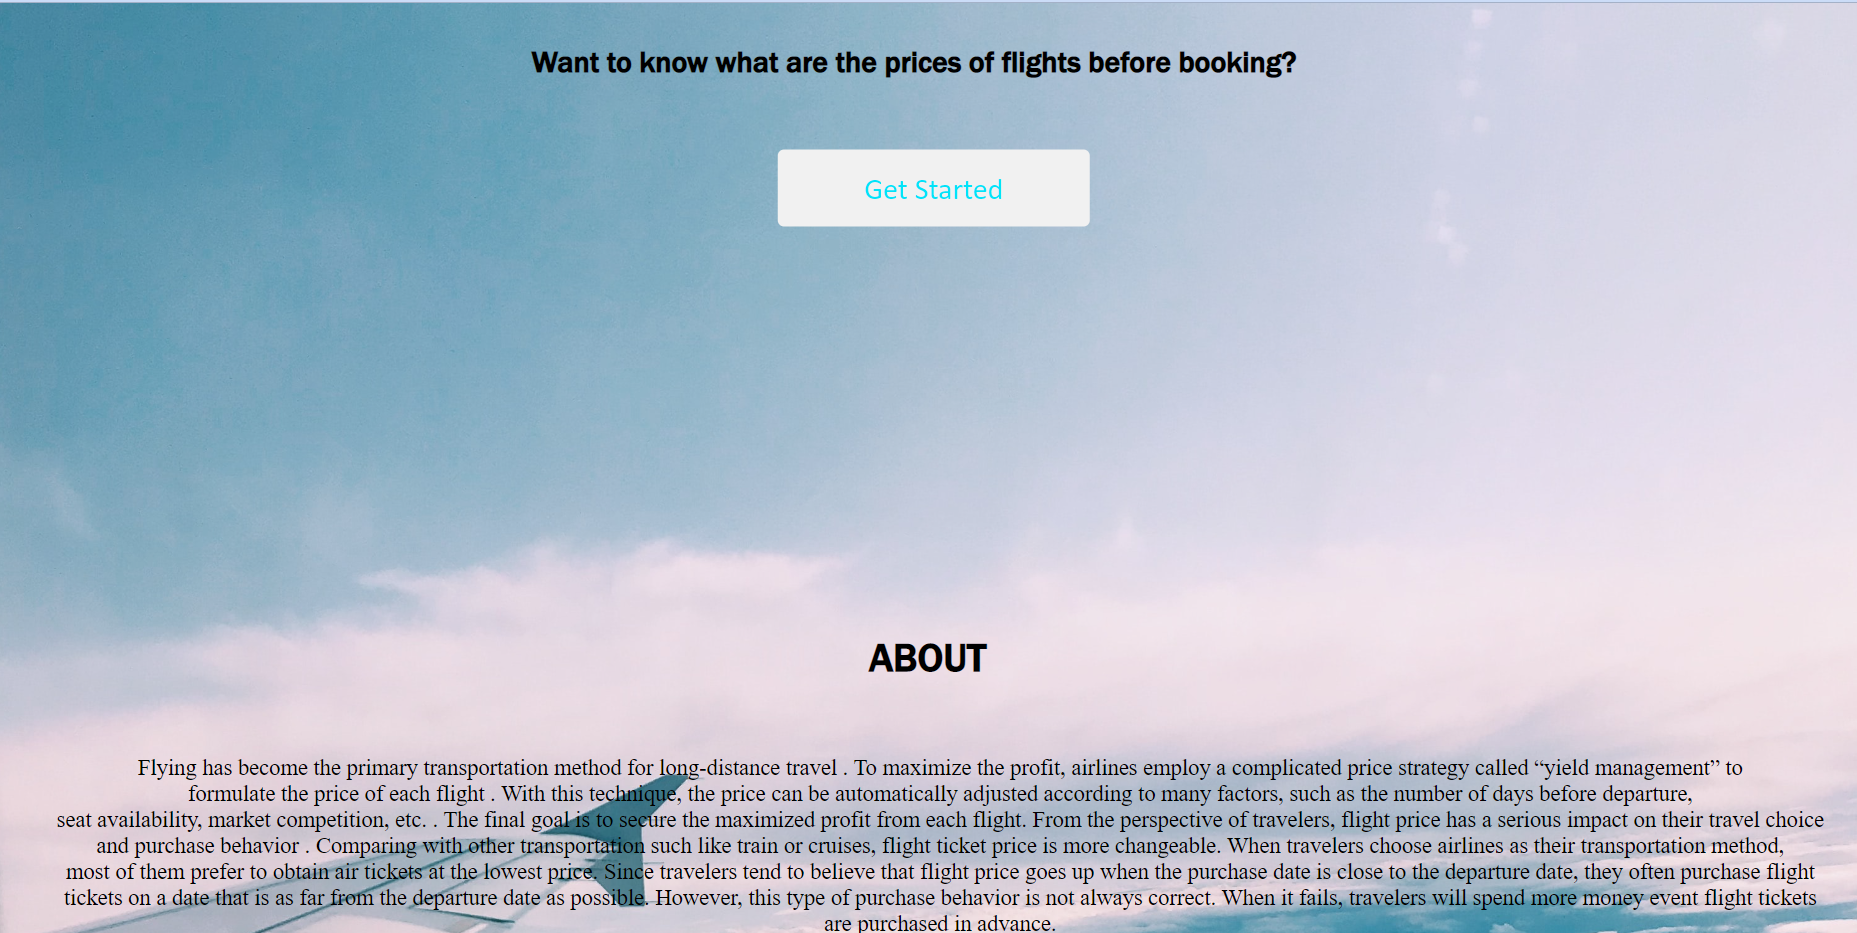 Want to know what are the prices of flights before booking?
Get Started
ABOUT
Flying has become the primary transportation method for long-distance travel . To maximize the profit, airlines employ a complicated price strategy called “yield management” to
formulate the price of each flight . With this technique, the price can be automatically adjusted according to many factors, such as the number of days before departure,
seat availability, market competition, etc. . The final goal is to secure the maximized profit from each flight. From the perspective of travelers, flight price has a serious impact on their travel choice
and purchase behavior . Comparing with other transportation such like train or cruises, flight ticket price is more changeable. When travelers choose airlines as their transportation method,
most of them prefer to obtain air tickets at the lowest price. Since travelers tend to believe that flight price goes up when the purchase date is close to the departure date, they often purchase flight
tickets on a date that is as far from the departure date as possible. However, this type of purchase behavior is not always correct. When it fails, travelers will spend more money event flight tickets
are purchased in advance.